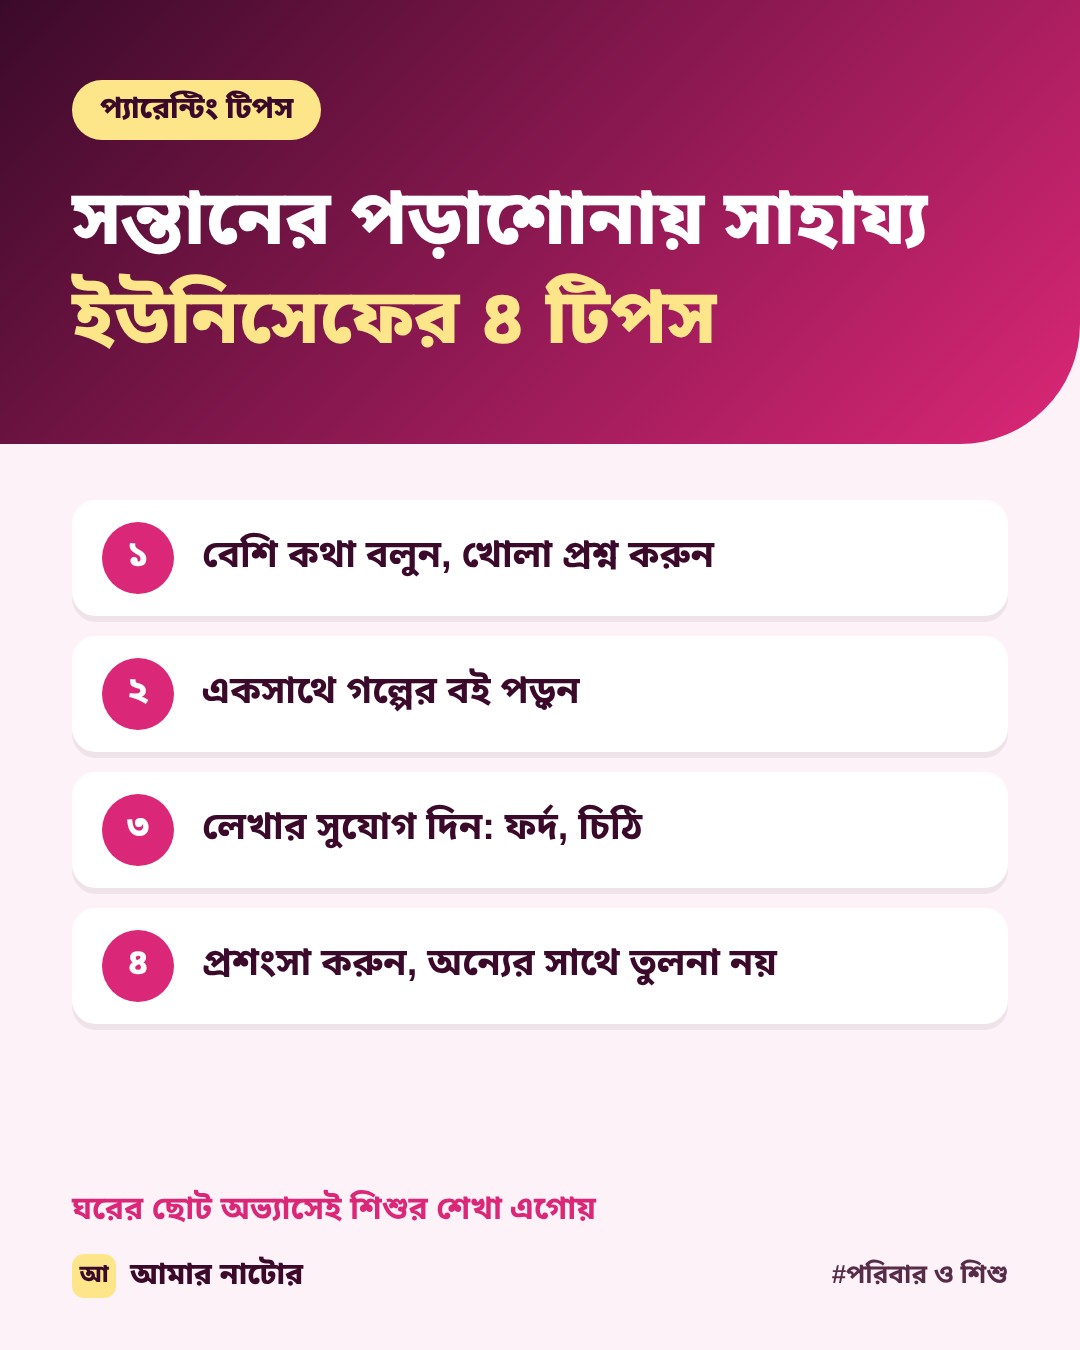 প্যারেন্টিং টিপস
সন্তানের পড়াশোনায় সাহায্য
ইউনিসেফের ৪ টিপস
১ বেশি কথা বলুন, খোলা প্রশ্ন করুন
২ একসাথে গল্পের বই পড়ুন
৩ লেখার সুযোগ দিন: ফর্দ, চিঠি
৪ প্রশংসা করুন, অন্যের সাথে তুলনা নয়
ঘরের ছোট অভ্যাসেই শিশুর শেখা এগোয়
আ আমার নাটোর
#পরিবার ও শিশু